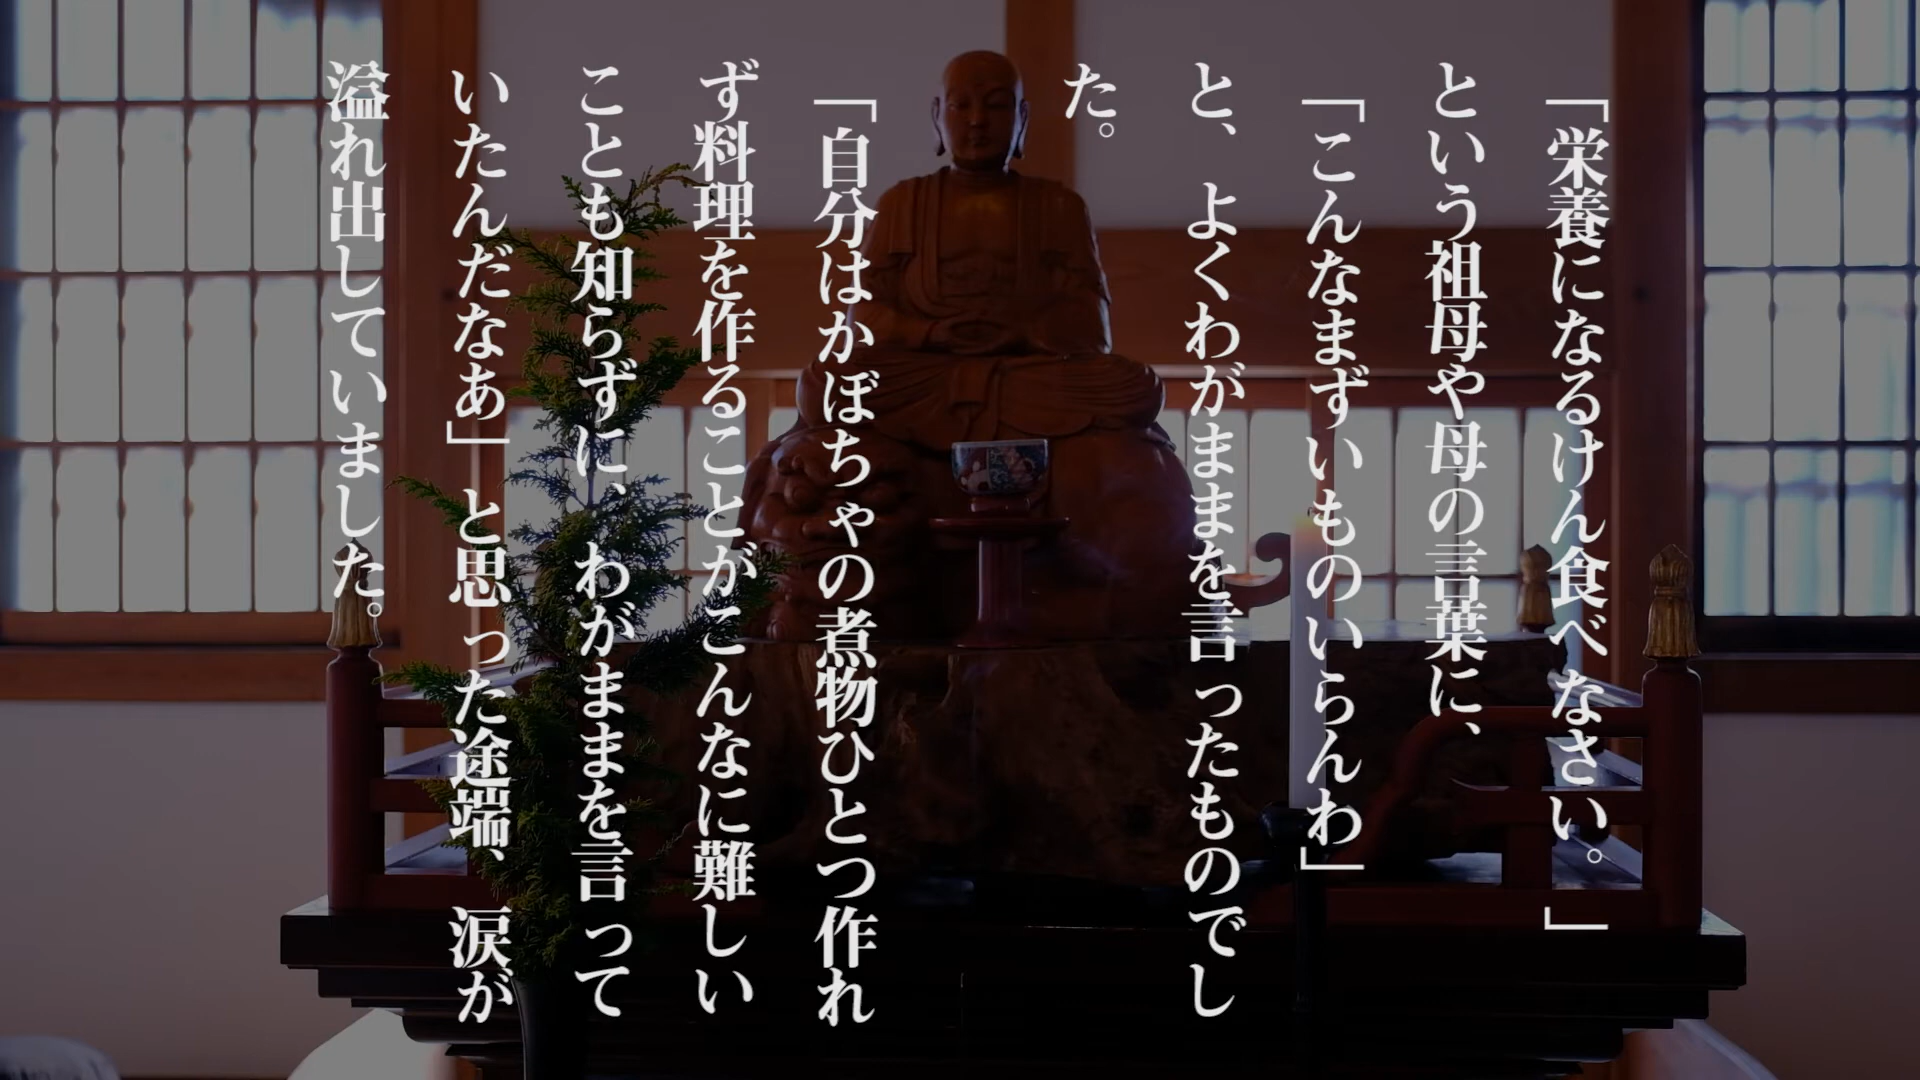 「栄養になるけん食べなさい。」
という祖母や母の言葉に、
「こんなまずいものいらんわ」
と、よくわがままを言ったものでし
た。
「自分はかぼちゃの煮物ひとつ作れ
ず料理を作ることがこんなに難しい
ことも知らずに、わがままを言って
いたんだなあ」と思った途端、涙が
溢れ出していました。